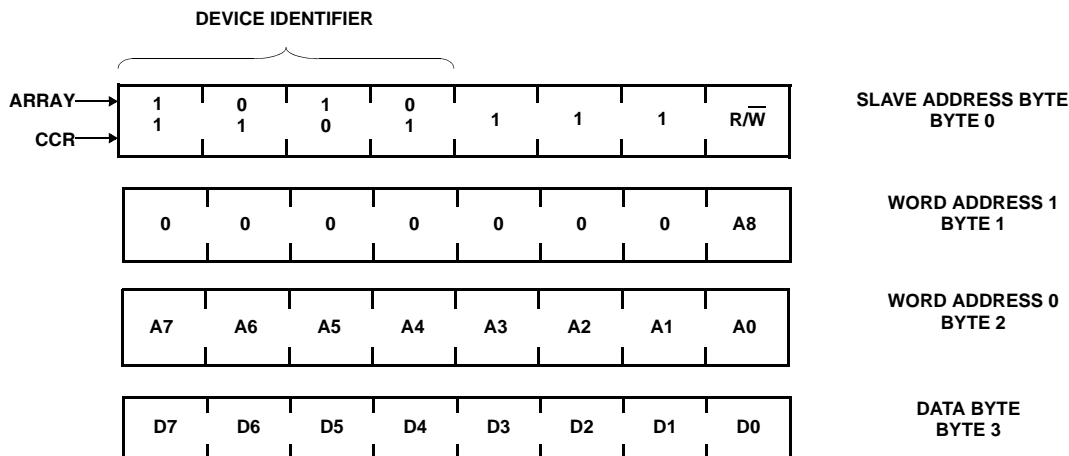 DEVICE IDENTIFIER
ARRAY
CCR
1 0 1 0
1 1 0 1
1 1 1 R/W̅
SLAVE ADDRESS BYTE
BYTE 0
0 0 0 0 0 0 0 A8
WORD ADDRESS 1
BYTE 1
A7 A6 A5 A4 A3 A2 A1 A0
WORD ADDRESS 0
BYTE 2
D7 D6 D5 D4 D3 D2 D1 D0
DATA BYTE
BYTE 3